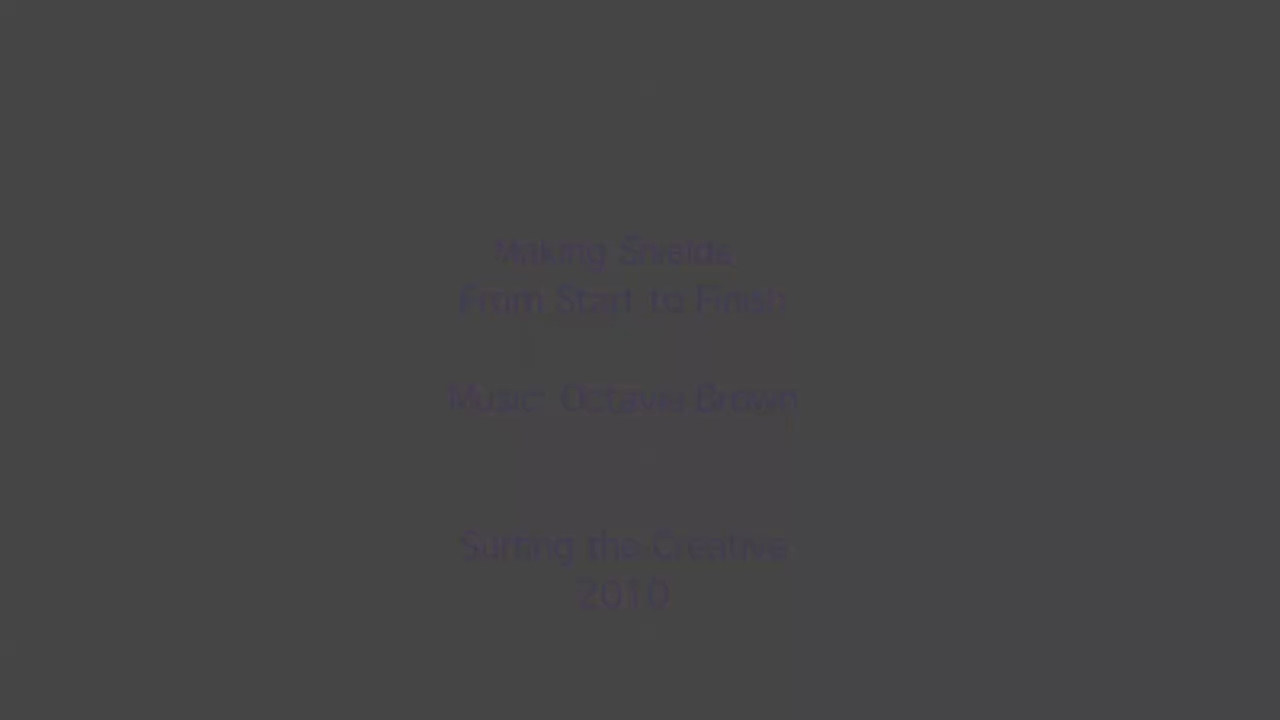 Making Shields
From Start to Finish
Music: Octavia Brown
Surfing the Creative
2010